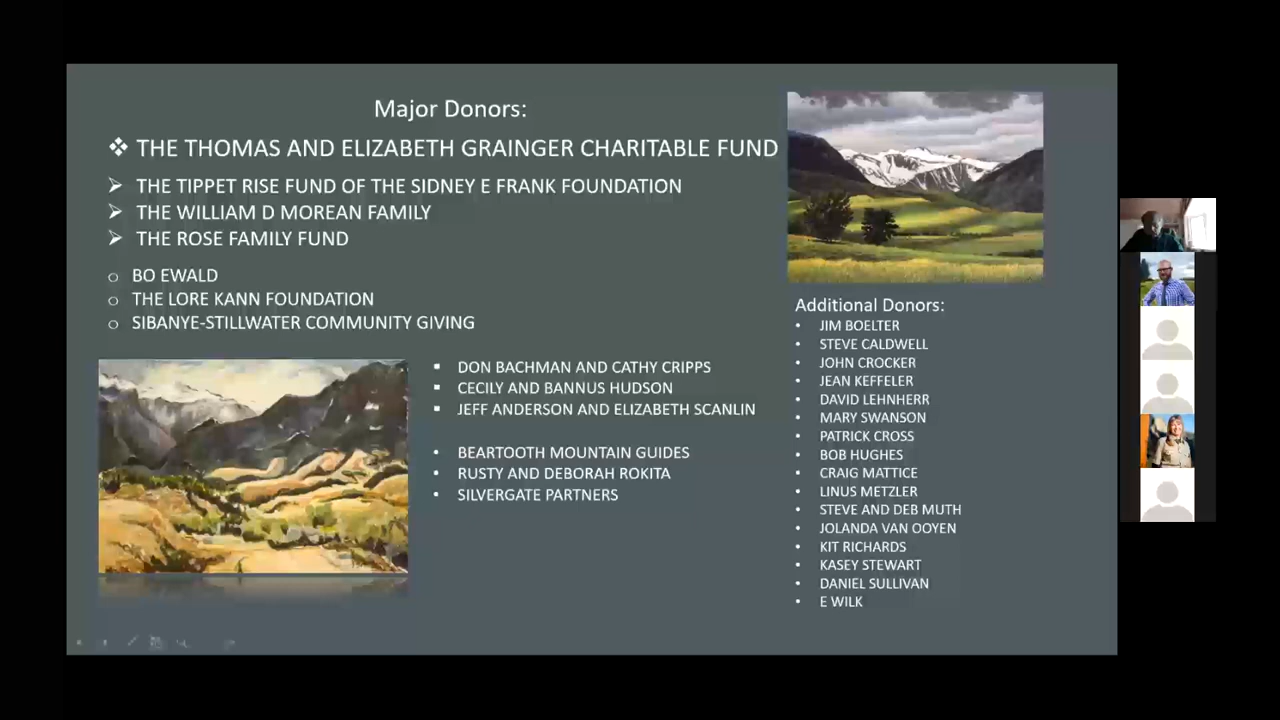 Major Donors:
THE THOMAS AND ELIZABETH GRAINGER CHARITABLE FUND
THE TIPPET RISE FUND OF THE SIDNEY E FRANK FOUNDATION
THE WILLIAM D MOREAN FAMILY
THE ROSE FAMILY FUND
BO EWALD
THE LORE KANN FOUNDATION
SIBANYE-STILLWATER COMMUNITY GIVING
DON BACHMAN AND CATHY CRIPPS
CECILY AND BANNUS HUDSON
JEFF ANDERSON AND ELIZABETH SCANLIN
BEARTOOTH MOUNTAIN GUIDES
RUSTY AND DEBORAH ROKITA
SILVERGATE PARTNERS
Additional Donors:
JIM BOELTER
STEVE CALDWELL
JOHN CROCKER
JEAN KEFFELER
DAVID LEHNHERR
MARY SWANSON
PATRICK CROSS
BOB HUGHES
CRAIG MATTICE
LINUS METZLER
STEVE AND DEB MUTH
JOLANDA VAN OOYEN
KIT RICHARDS
KASEY STEWART
DANIEL SULLIVAN
E WILK